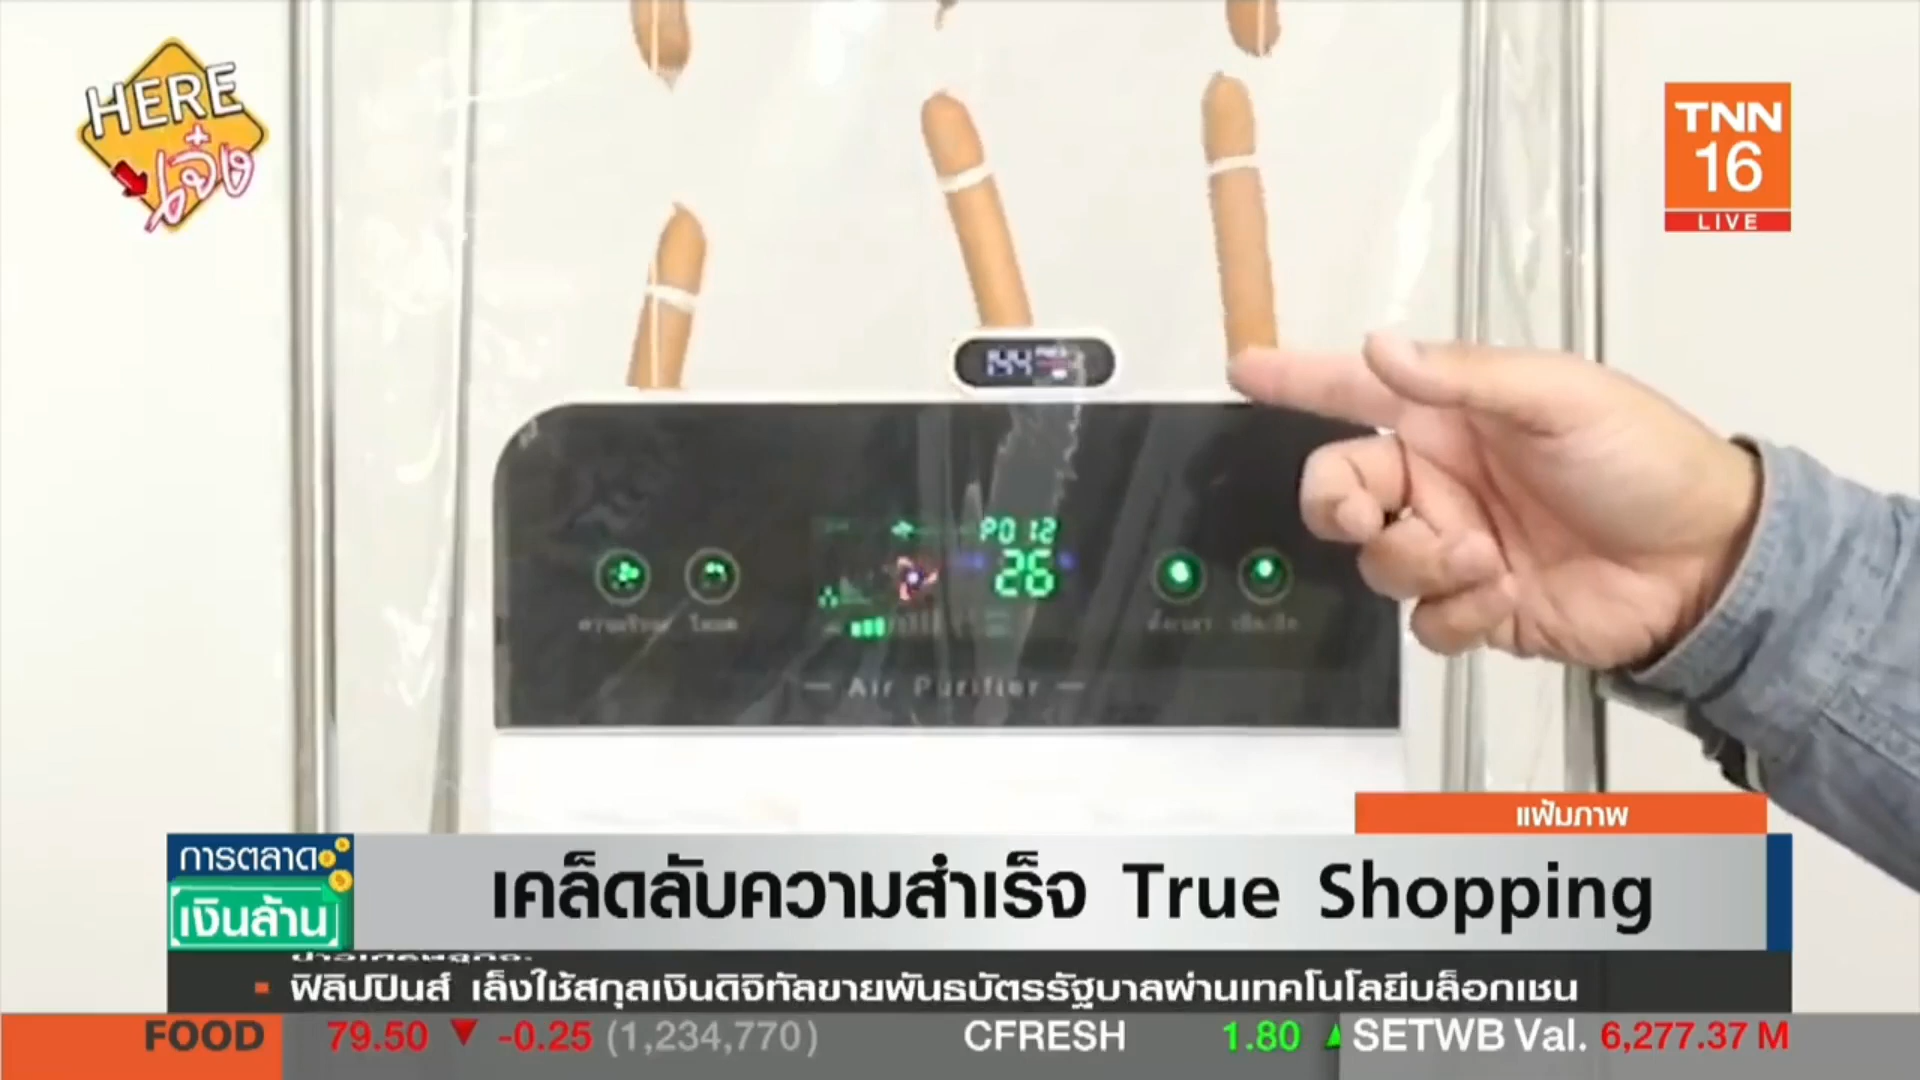 HERE
+
เจ๋ง
TNN
16
LIVE
144
P012
26
Air Purifier
แฟ้มภาพ
การตลาด
เงินล้าน
เคล็ดลับความสำเร็จ True Shopping
ฟิลิปปินส์ เล็งใช้สกุลเงินดิจิทัลขายพันธบัตรรัฐบาลผ่านเทคโนโลยีบล็อกเชน
FOOD 79.50 ▼ -0.25 (1,234,770) CFRESH 1.80 ▲ SETWB Val. 6,277.37 M